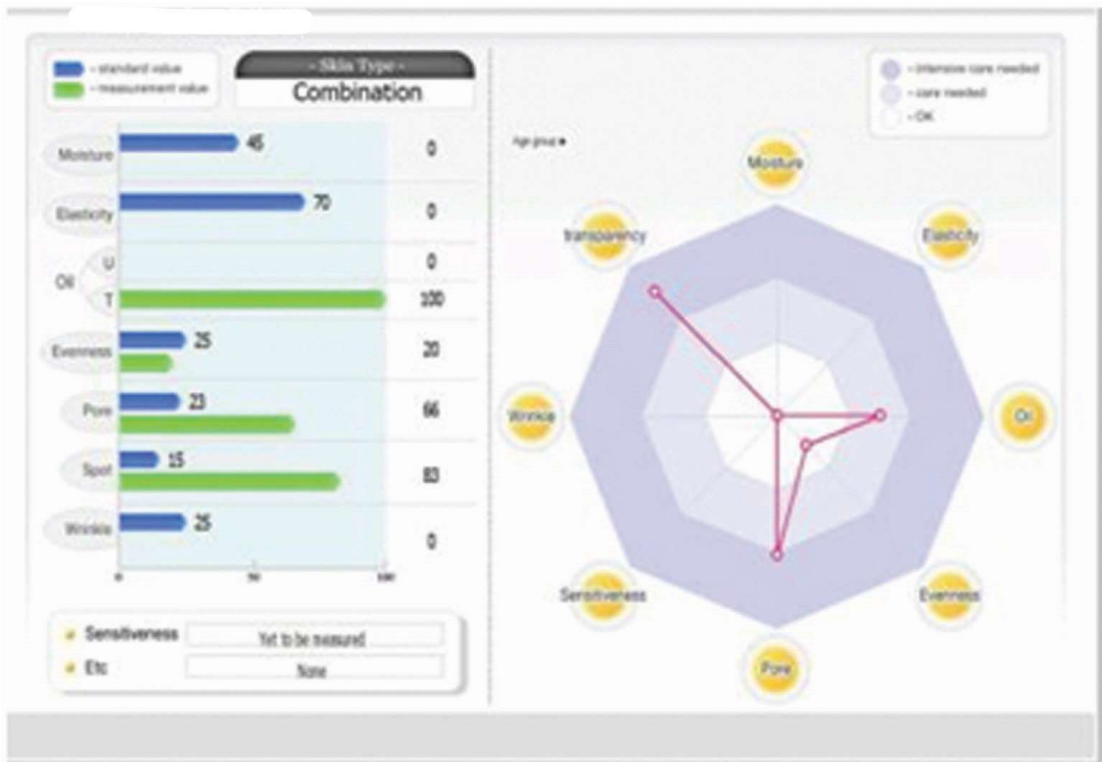 - standard value
- measurement value
- Skin Type -
Combination
Moisture 45 0
Elasticity 70 0
Oil
U 0
T 100
Evenness 25 20
Pore 23 66
Spot 15 83
Wrinkle 25 0
0 50 100
Sensitiveness Yet to be measured
Etc None
- intensive care needed
- care needed
- OK
Age group
Moisture
transparency
Elasticity
Wrinkle
Oil
Sensitiveness
Evenness
Pore